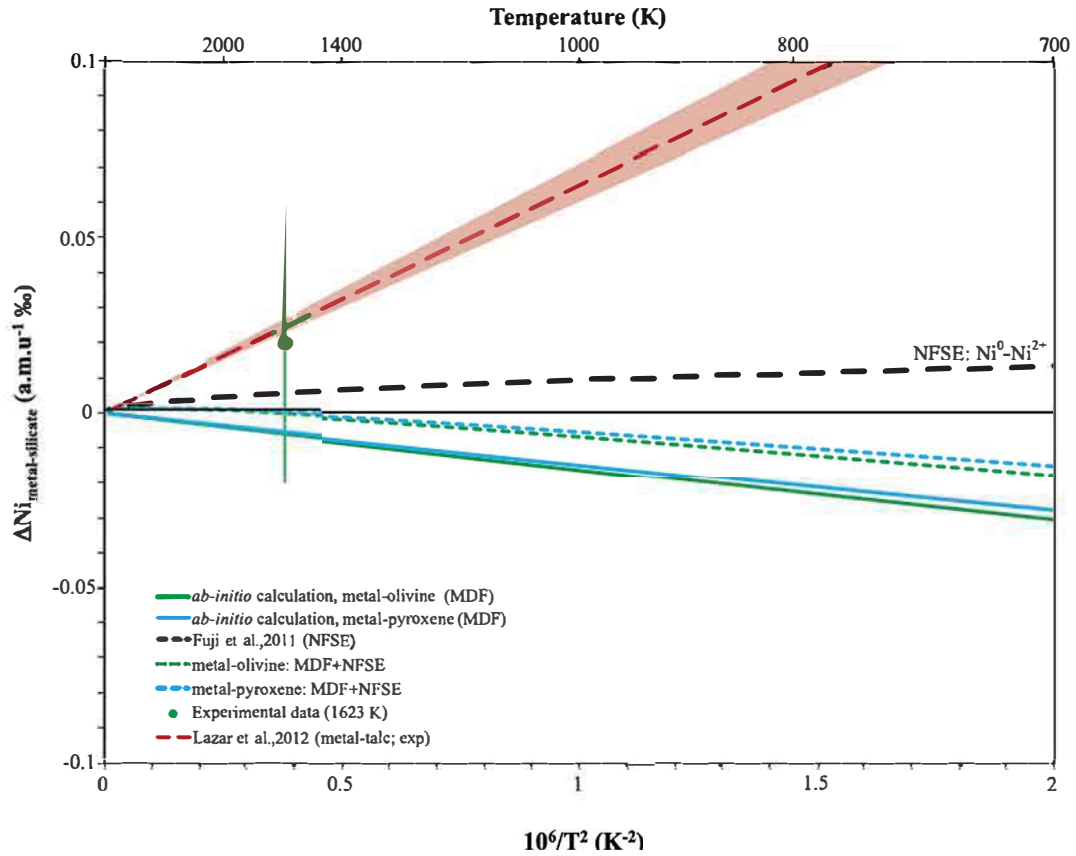 Temperature (K)
2000 1400 1000 800 700
0.1
0.05
NFSE: Ni⁰-Ni²⁺
0
ΔNi metal-silicate (a.m.u⁻¹ ‰)
-0.05
ab-initio calculation, metal-olivine (MDF)
ab-initio calculation, metal-pyroxene (MDF)
Fuji et al.,2011 (NFSE)
metal-olivine: MDF+NFSE
metal-pyroxene: MDF+NFSE
Experimental data (1623 K)
Lazar et al.,2012 (metal-talc; exp)
-0.1
0 0.5 1 1.5 2
10⁶/T² (K⁻²)